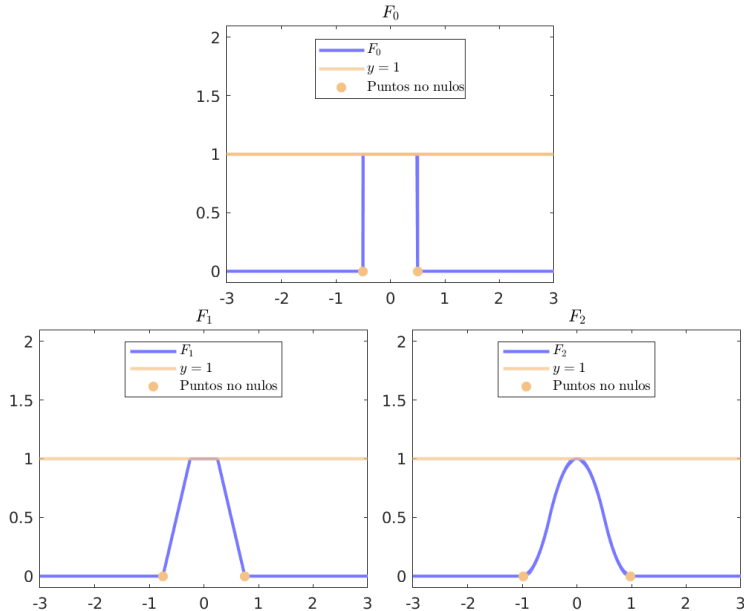 F₀
2
1.5
1
0.5
0
F₀
y = 1
Puntos no nulos
-3 -2 -1 0 1 2 3
F₁
2
1.5
1
0.5
0
F₁
y = 1
Puntos no nulos
-3 -2 -1 0 1 2 3
F₂
2
1.5
1
0.5
0
F₂
y = 1
Puntos no nulos
-3 -2 -1 0 1 2 3